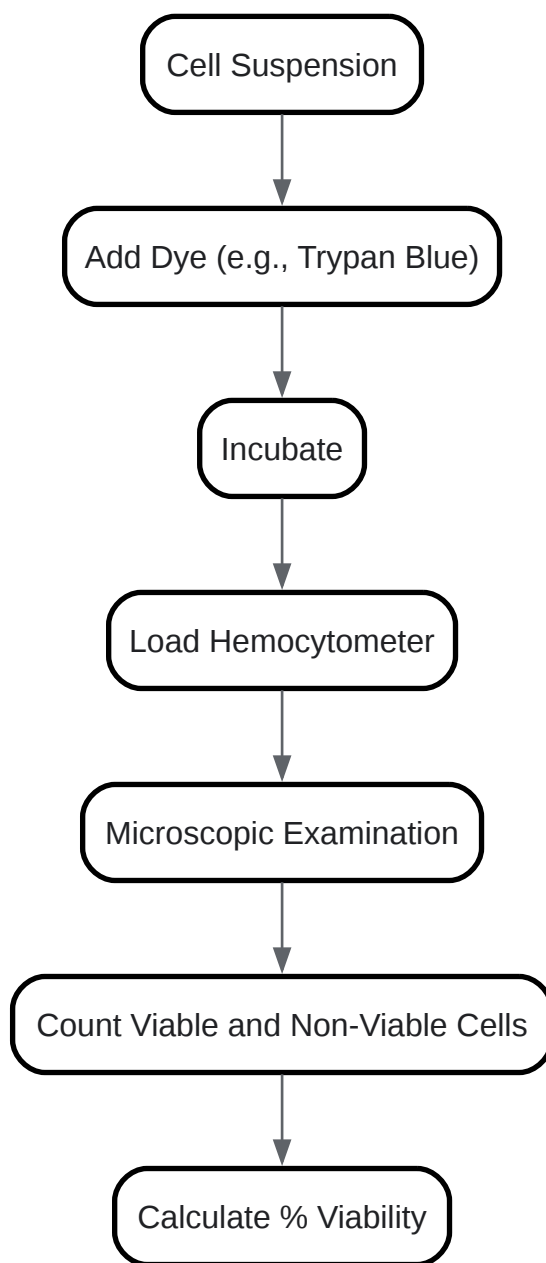 Cell Suspension
Add Dye (e.g., Trypan Blue)
Incubate
Load Hemocytometer
Microscopic Examination
Count Viable and Non-Viable Cells
Calculate % Viability